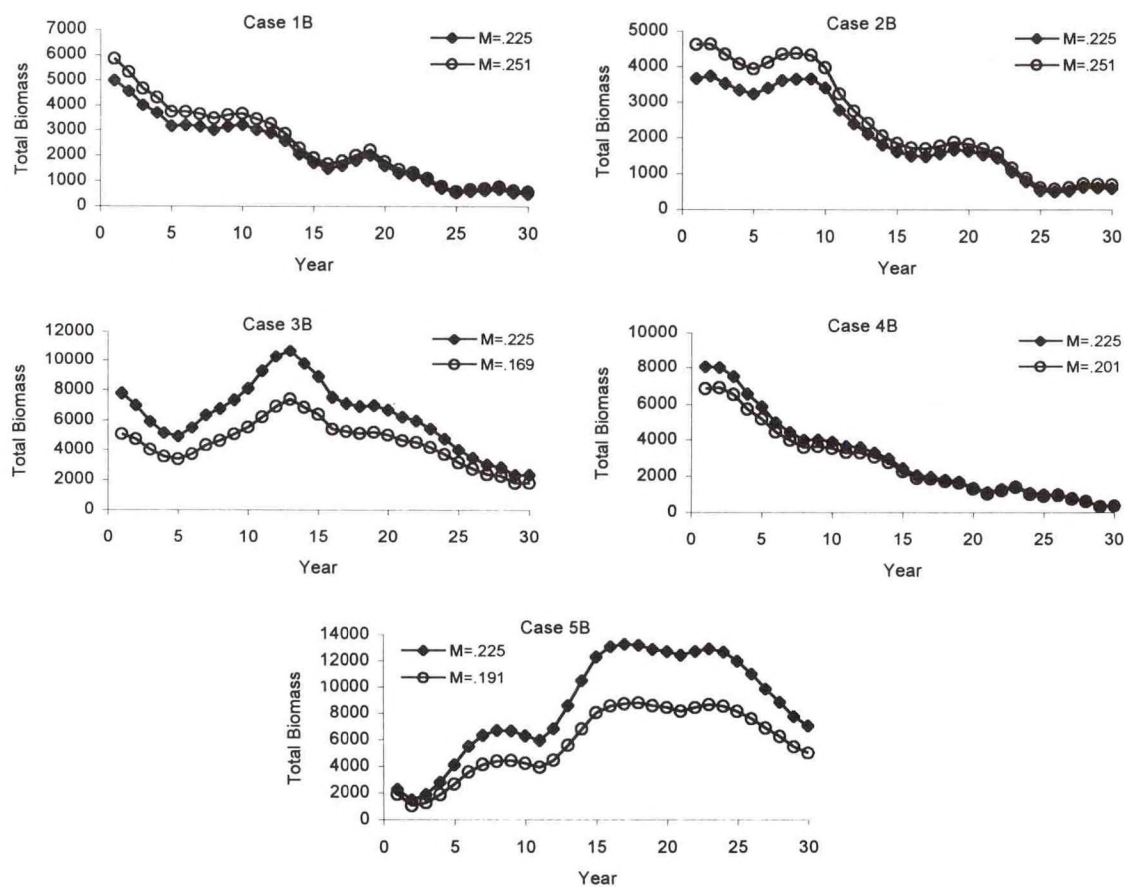 Case 1B
7000
6000
5000
4000
3000
2000
1000
0
Total Biomass
M=.225
M=.251
0 5 10 15 20 25 30
Year
Case 2B
5000
4000
3000
2000
1000
0
Total Biomass
M=.225
M=.251
0 5 10 15 20 25 30
Year
Case 3B
12000
10000
8000
6000
4000
2000
0
Total Biomass
M=.225
M=.169
0 5 10 15 20 25 30
Year
Case 4B
10000
8000
6000
4000
2000
0
Total Biomass
M=.225
M=.201
0 5 10 15 20 25 30
Year
Case 5B
14000
12000
10000
8000
6000
4000
2000
0
Total Biomass
M=.225
M=.191
0 5 10 15 20 25 30
Year